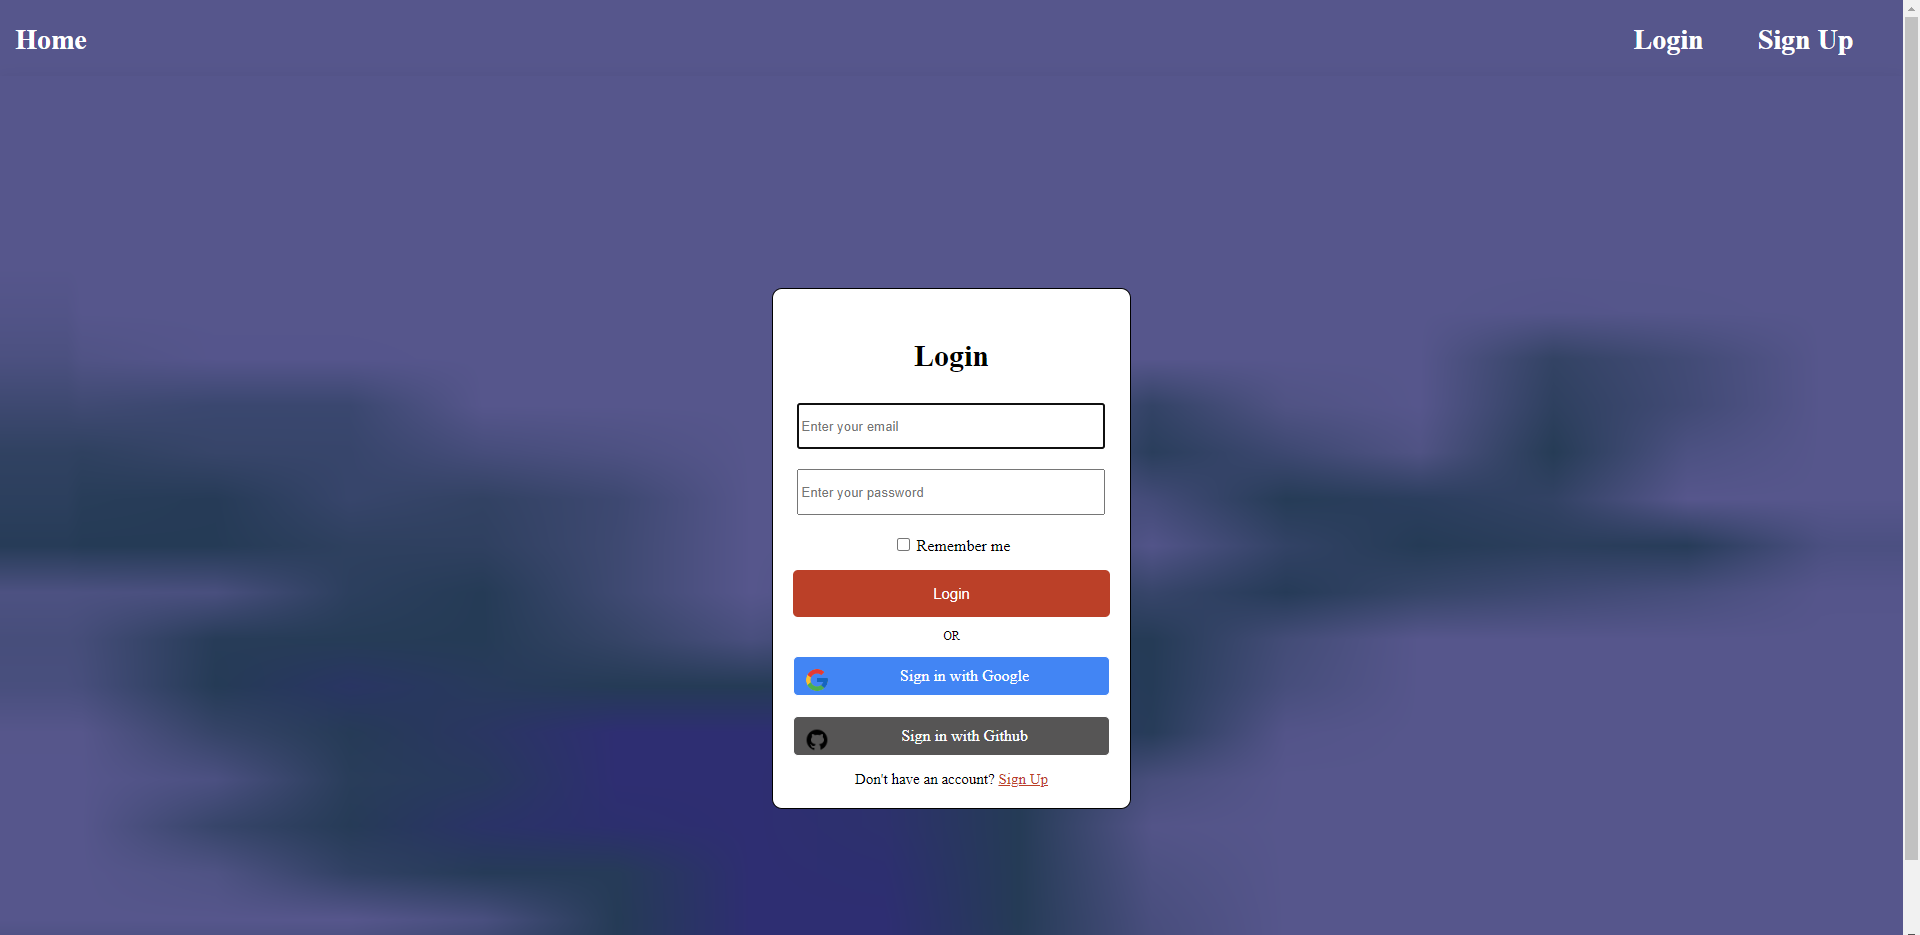 Home Login Sign Up
Login
Enter your email
Enter your password
Remember me
Login
OR
Sign in with Google
Sign in with Github
Don't have an account? Sign Up